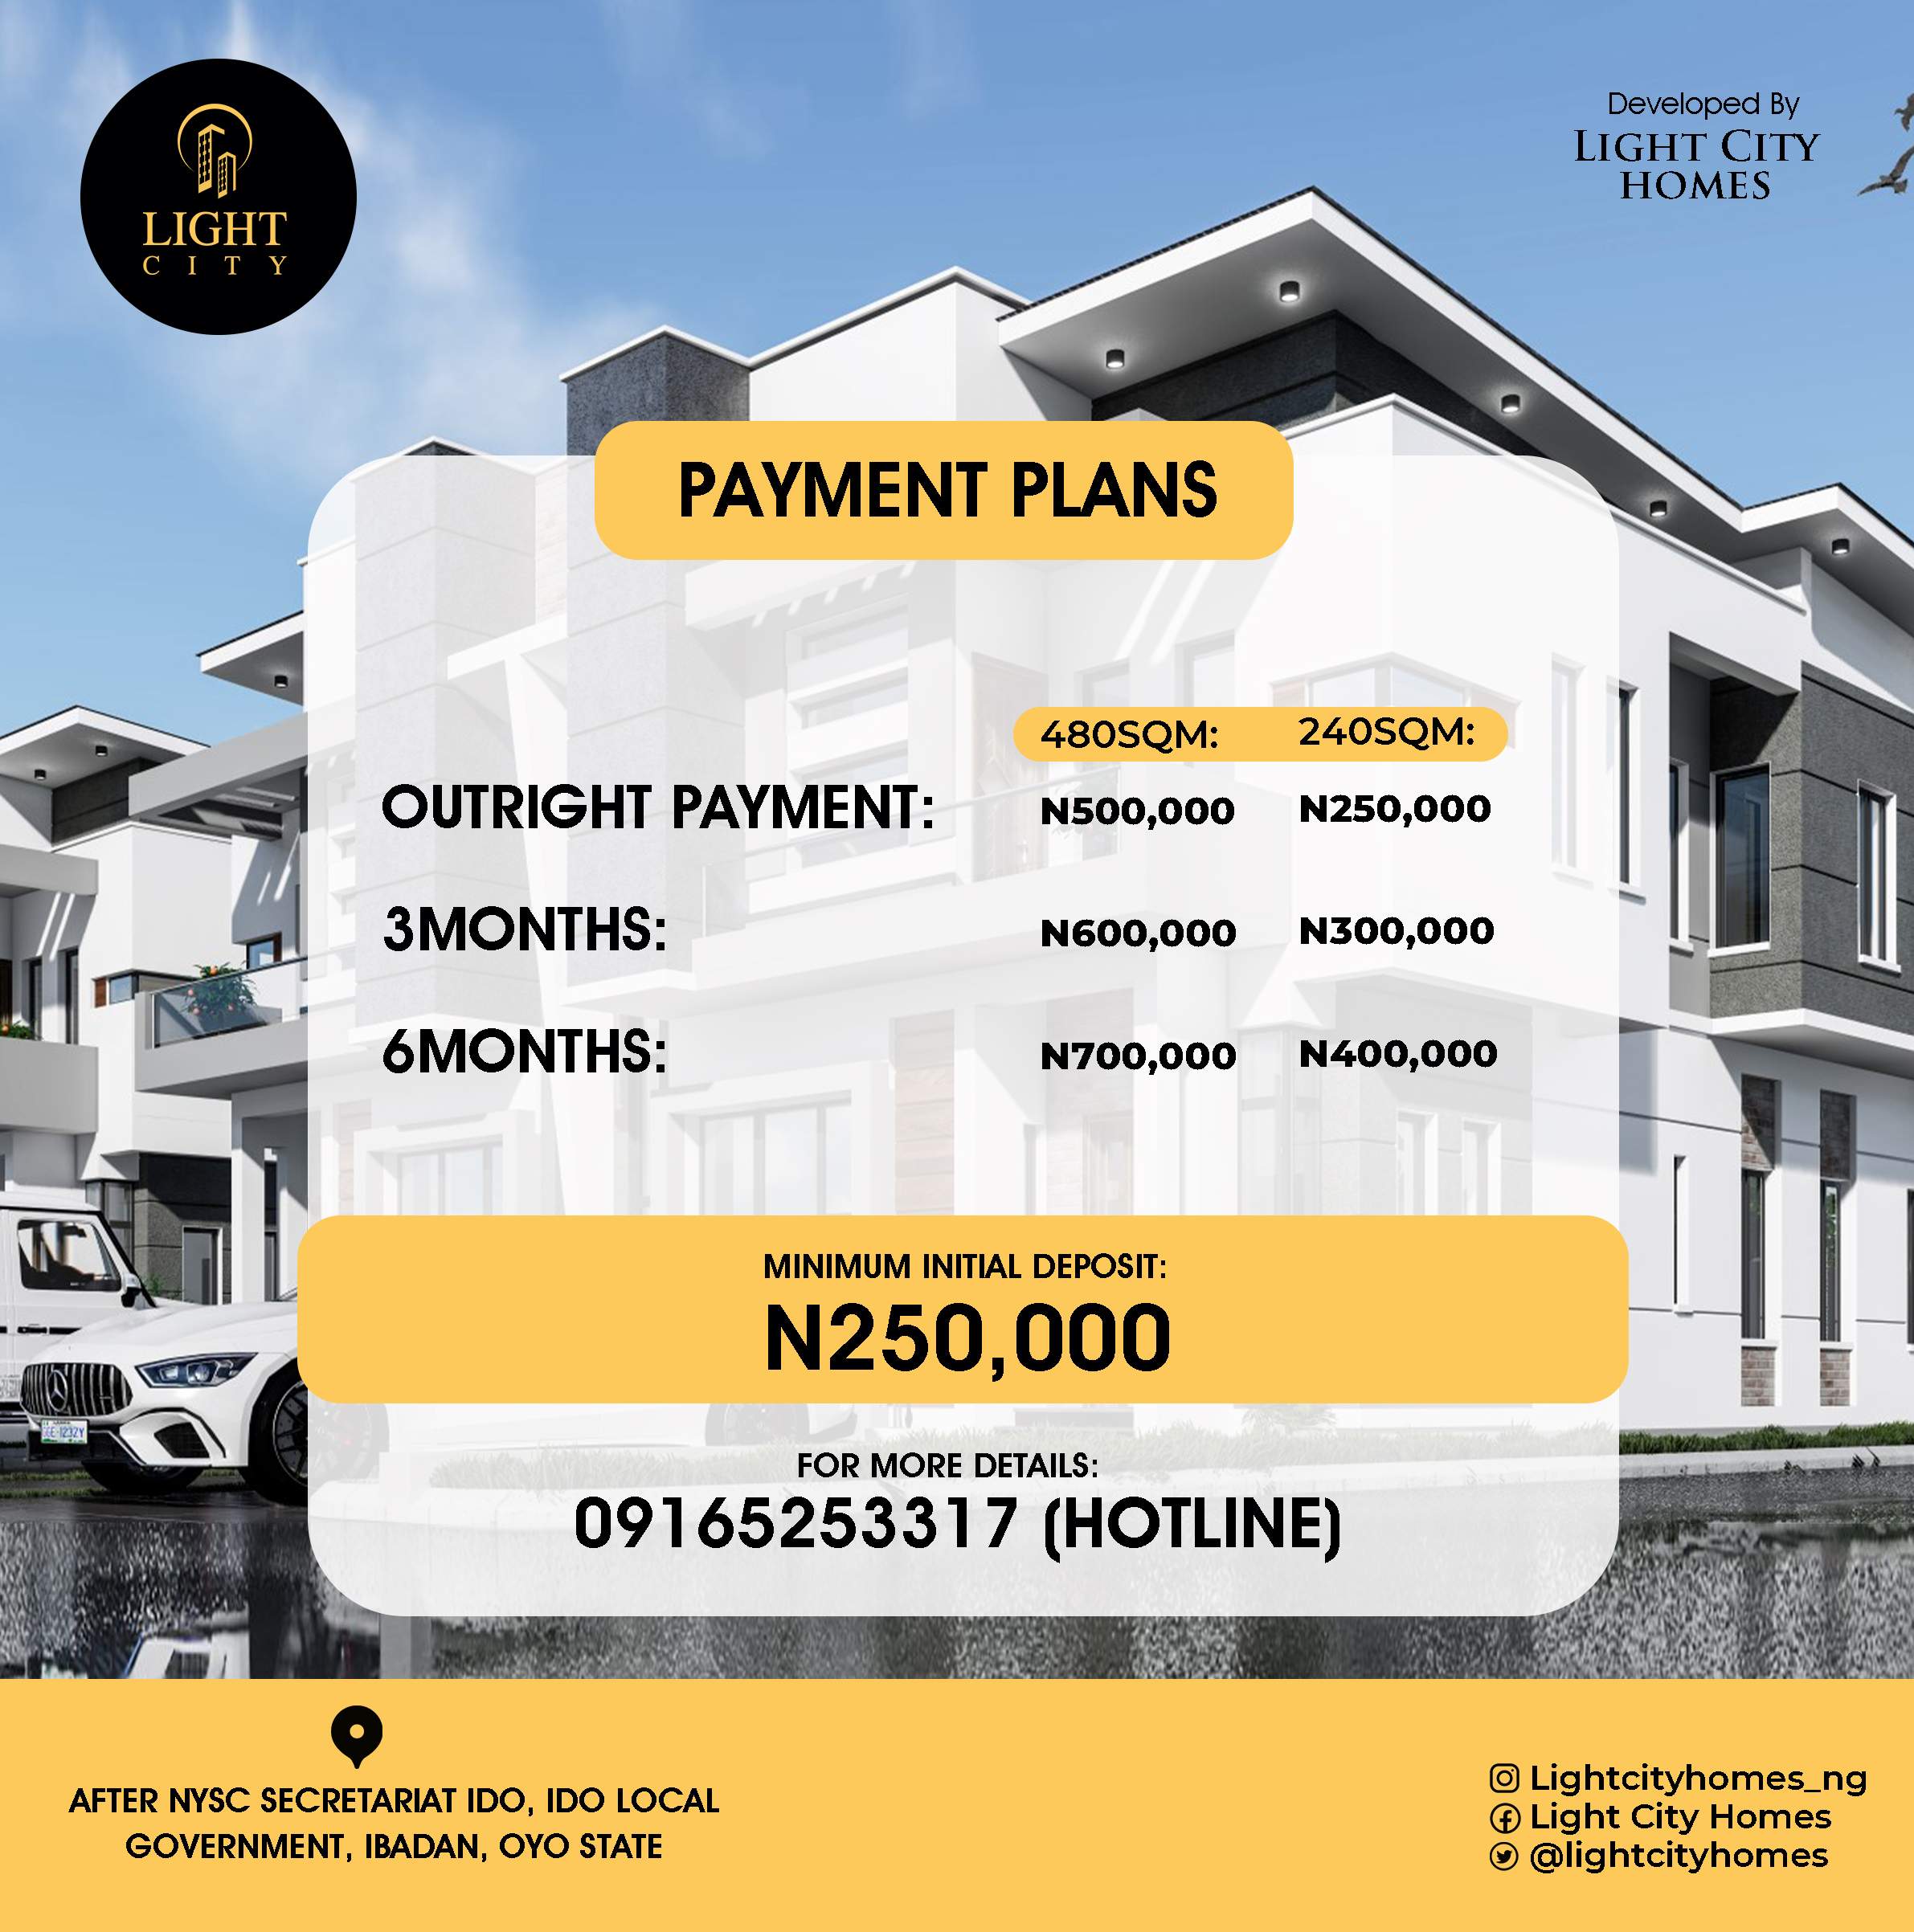 LIGHT
CITY
Developed By
LIGHT CITY
HOMES
PAYMENT PLANS
480SQM: 240SQM:
OUTRIGHT PAYMENT: N500,000 N250,000
3MONTHS: N600,000 N300,000
6MONTHS: N700,000 N400,000
MINIMUM INITIAL DEPOSIT:
N250,000
FOR MORE DETAILS:
09165253317 (HOTLINE)
AFTER NYSC SECRETARIAT IDO, IDO LOCAL
GOVERNMENT, IBADAN, OYO STATE
Lightcityhomes_ng
Light City Homes
@lightcityhomes